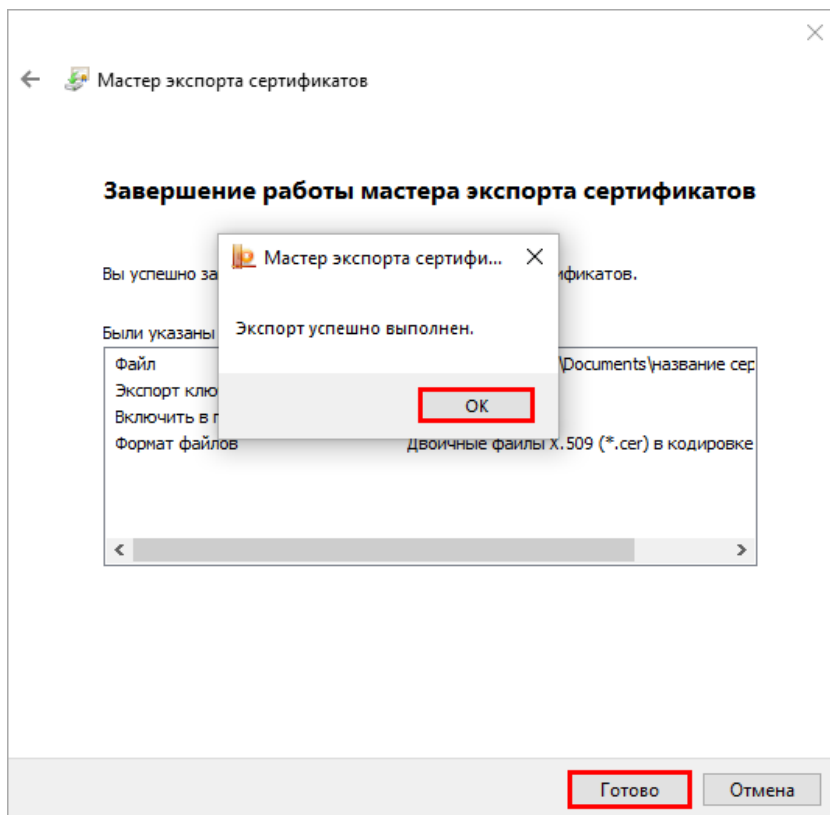 Мастер экспорта сертификатов
Завершение работы мастера экспорта сертификатов
Мастер экспорта сертифи...
Вы успешно за
ификатов.
Экспорт успешно выполнен.
Были указаны
Файл \Documents\название сер
Экспорт клю
OK
Включить в п
Формат файлов Двоичные файлы X.509 (*.cer) в кодировке
Готово Отмена